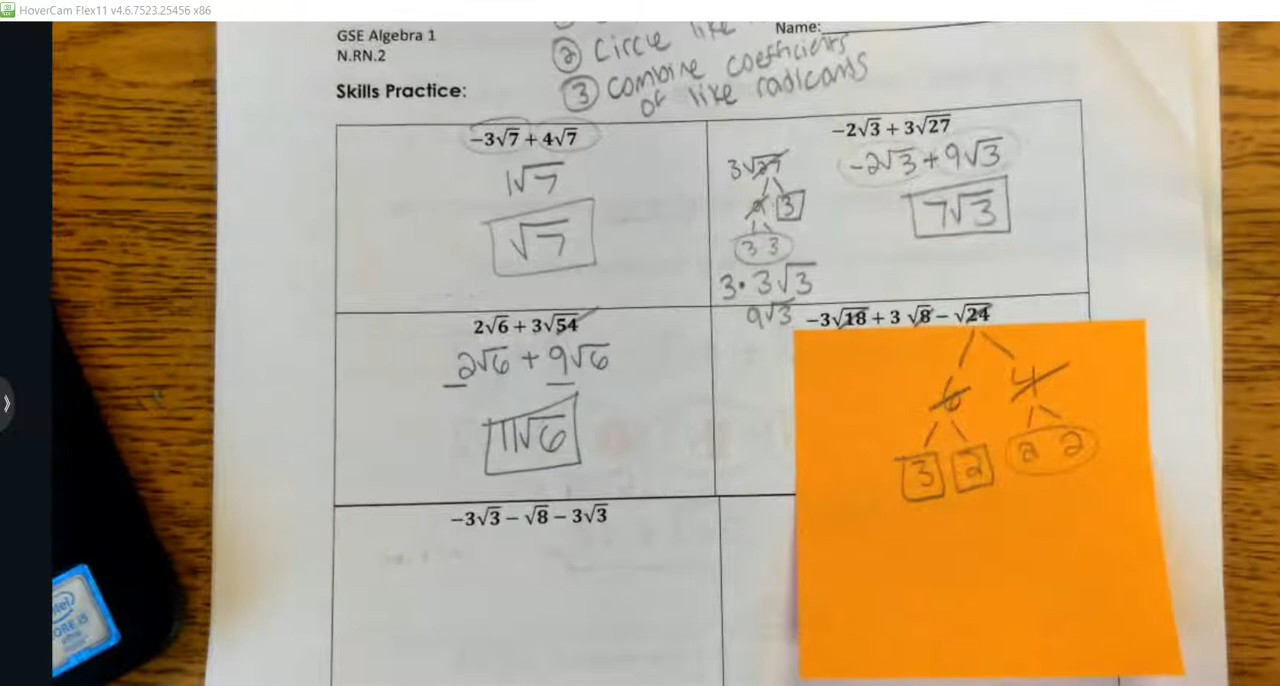 HoverCam Flex11 v4.6.7523.25456 x86
GSE Algebra 1
N.RN.2
Name:
② Circle like
③ combine coefficients
of like radicands
Skills Practice:
−3√7 + 4√7
1√7
√7
−2√3 + 3√27
3√27
9 3
3 3
3·3√3
9√3
−2√3 + 9√3
7√3
2√6 + 3√54
2√6 + 9√6
11√6
−3√18 + 3 √8 − √24
6 4
3 2 2 2
−3√3 − √8 − 3√3
intel
CORE i5